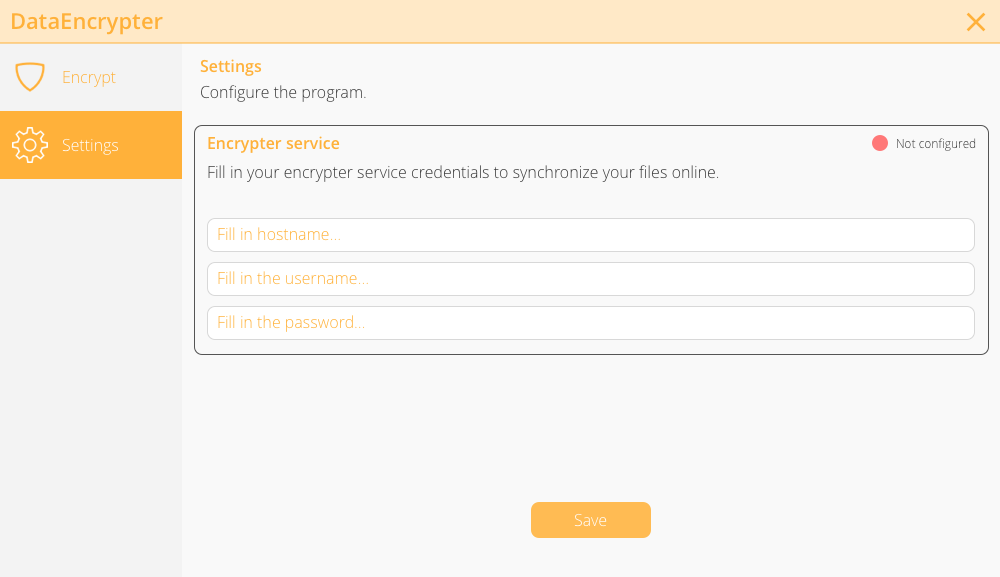 DataEncrypter
Encrypt
Settings
Settings
Configure the program.
Encrypter service
Not configured
Fill in your encrypter service credentials to synchronize your files online.
Fill in hostname...
Fill in the username...
Fill in the password...
Save